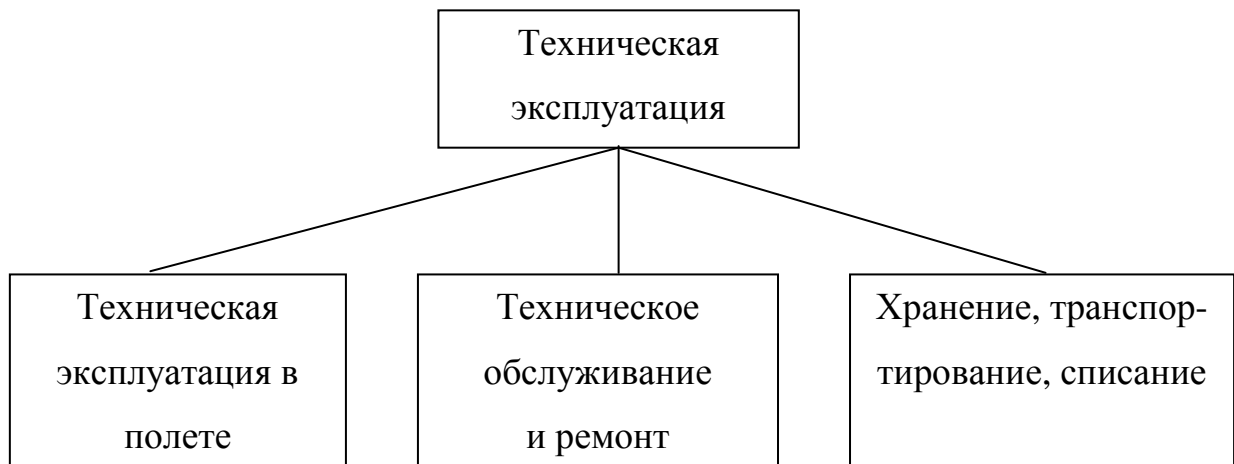 Техническая
эксплуатация
Техническая
эксплуатация в
полете
Техническое
обслуживание
и ремонт
Хранение, транспор-
тирование, списание